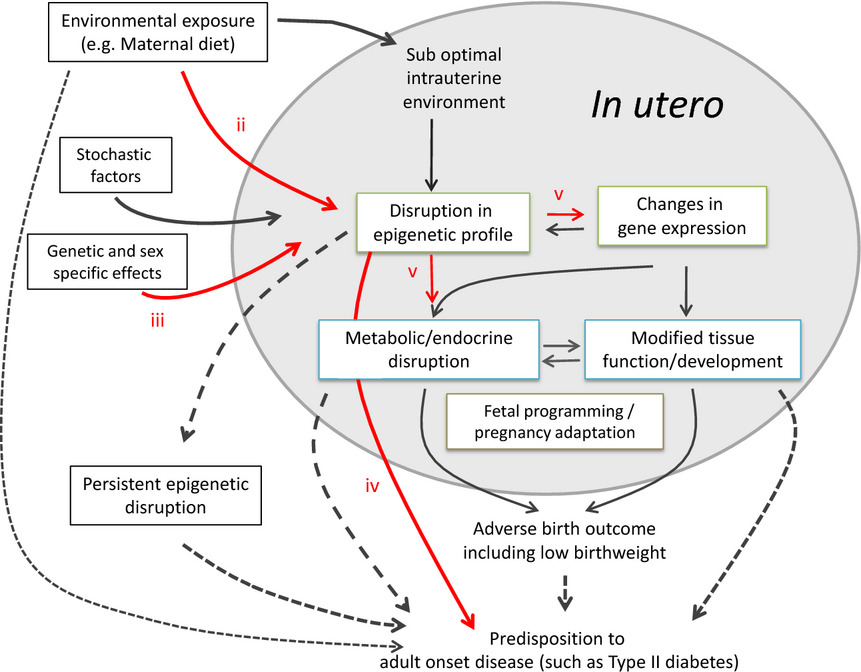 Environmental exposure
(e.g. Maternal diet)
Sub optimal
intrauterine
environment
In utero
ii
Stochastic
factors
Disruption in
epigenetic profile
v
Changes in
gene expression
Genetic and sex
specific effects
iii
v
Metabolic/endocrine
disruption
Modified tissue
function/development
Fetal programming /
pregnancy adaptation
Persistent epigenetic
disruption
iv
Adverse birth outcome
including low birthweight
Predisposition to
adult onset disease (such as Type II diabetes)